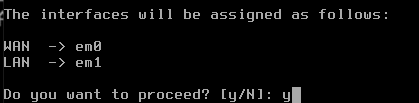 The interfaces will be assigned as follows:
WAN  -> em0
LAN  -> em1
Do you want to proceed? [y/N]: y